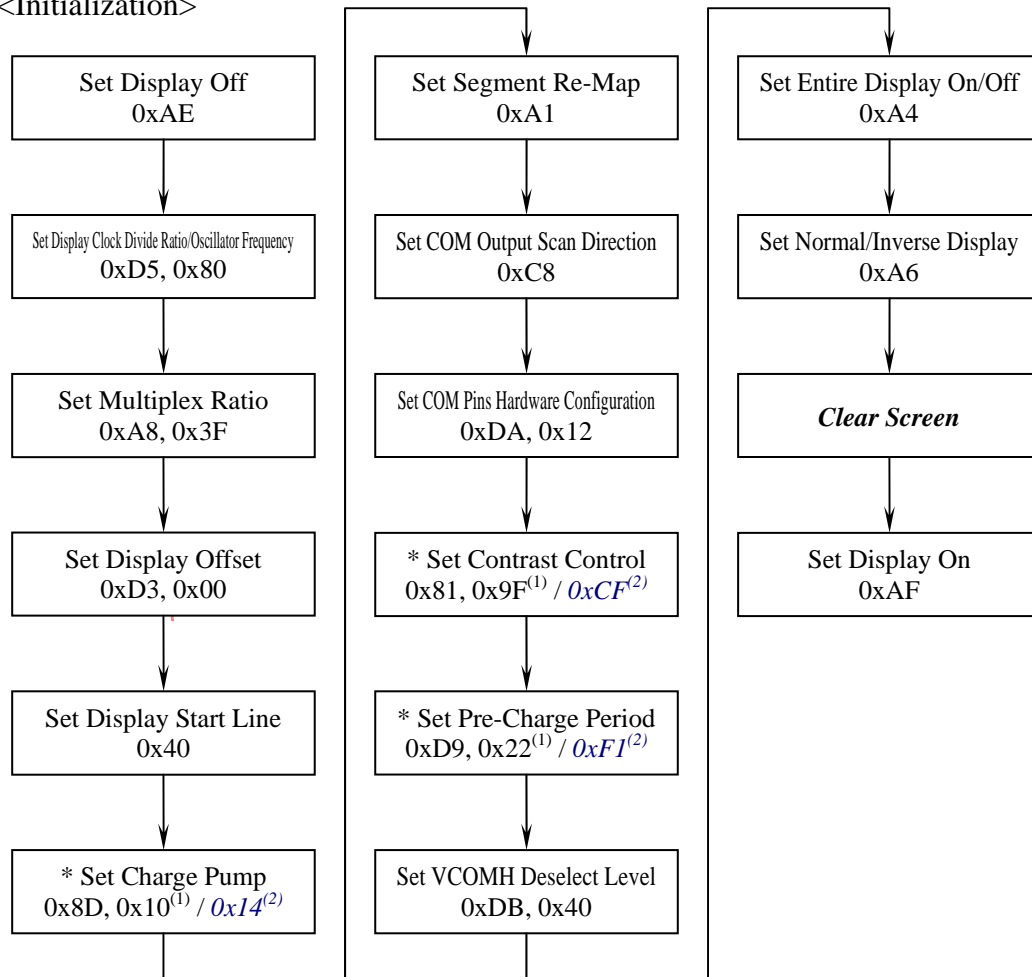 <Initialization>
Set Display Off
0xAE
Set Display Clock Divide Ratio/Oscillator Frequency
0xD5, 0x80
Set Multiplex Ratio
0xA8, 0x3F
Set Display Offset
0xD3, 0x00
Set Display Start Line
0x40
* Set Charge Pump
0x8D, 0x10(1) / 0x14(2)
Set Segment Re-Map
0xA1
Set COM Output Scan Direction
0xC8
Set COM Pins Hardware Configuration
0xDA, 0x12
* Set Contrast Control
0x81, 0x9F(1) / 0xCF(2)
* Set Pre-Charge Period
0xD9, 0x22(1) / 0xF1(2)
Set VCOMH Deselect Level
0xDB, 0x40
Set Entire Display On/Off
0xA4
Set Normal/Inverse Display
0xA6
Clear Screen
Set Display On
0xAF